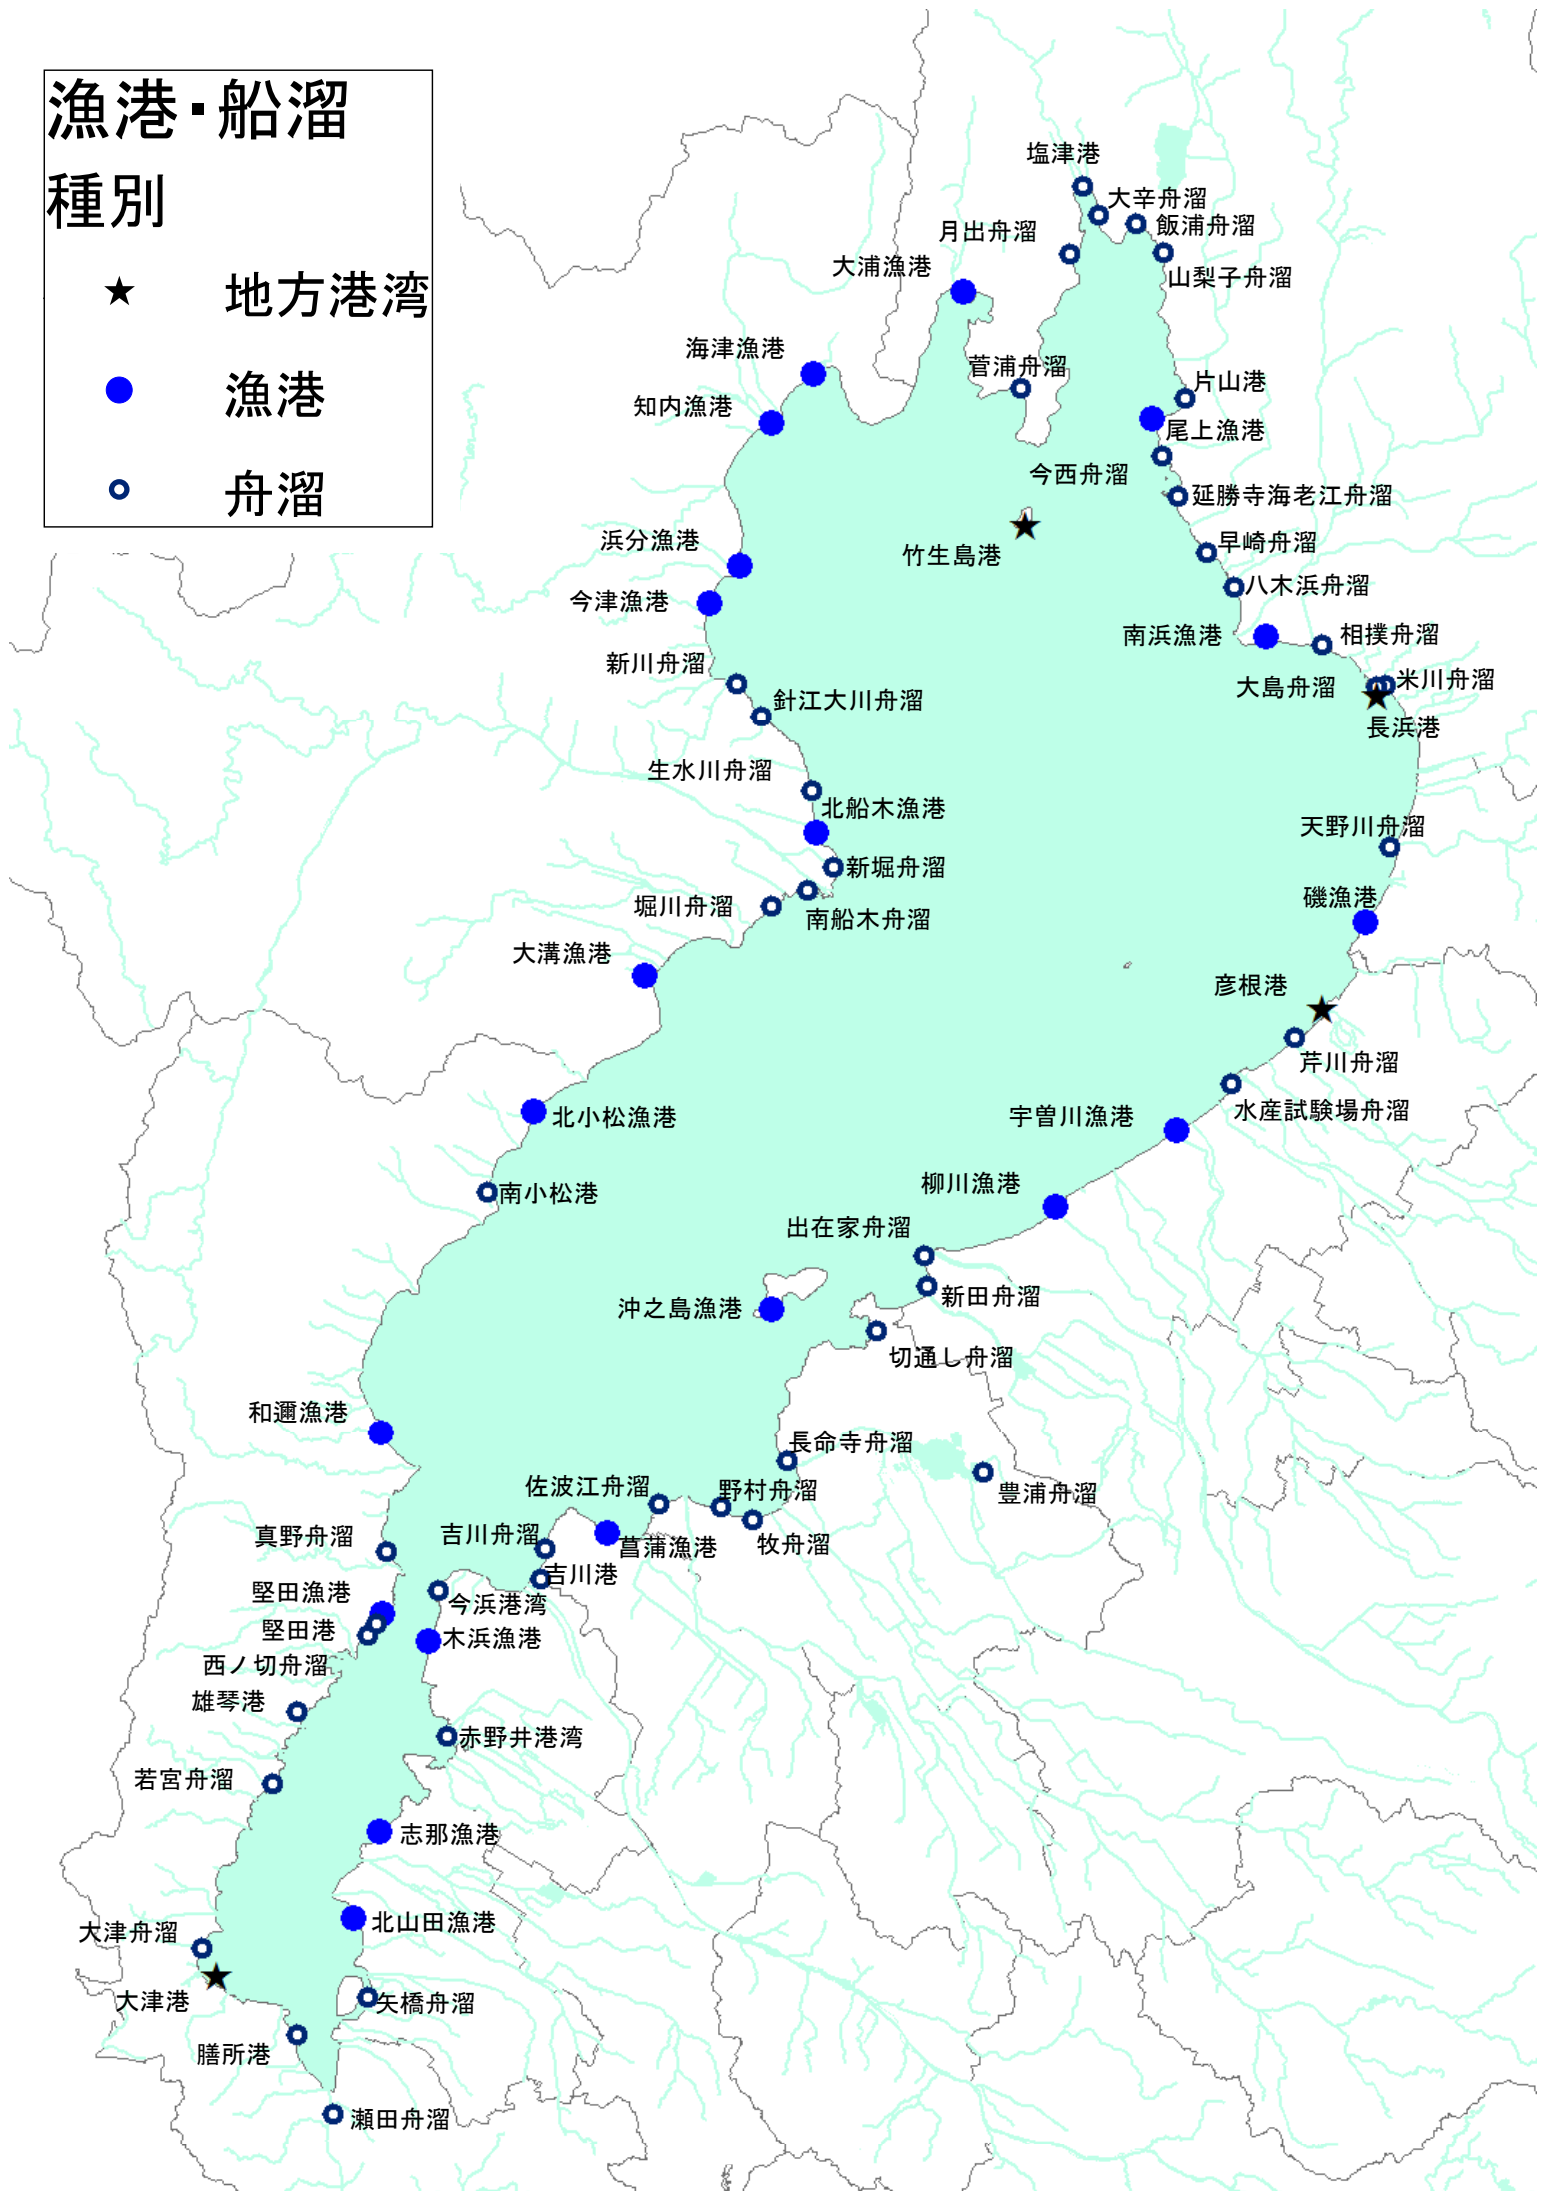 漁港・船溜
種別
地方港湾
漁港
舟溜
塩津港
大辛舟溜
飯浦舟溜
月出舟溜
山梨子舟溜
大浦漁港
海津漁港
菅浦舟溜
片山港
知内漁港
尾上漁港
今西舟溜
延勝寺海老江舟溜
浜分漁港
早崎舟溜
竹生島港
八木浜舟溜
今津漁港
南浜漁港
相撲舟溜
新川舟溜
大島舟溜
米川舟溜
針江大川舟溜
長浜港
生水川舟溜
北船木漁港
天野川舟溜
新堀舟溜
磯漁港
堀川舟溜
南船木舟溜
大溝漁港
彦根港
芹川舟溜
水産試験場舟溜
北小松漁港
宇曽川漁港
柳川漁港
南小松港
出在家舟溜
新田舟溜
沖之島漁港
切通し舟溜
和邇漁港
長命寺舟溜
佐波江舟溜
野村舟溜
豊浦舟溜
真野舟溜
吉川舟溜
菖蒲漁港
牧舟溜
吉川港
堅田漁港
今浜港湾
堅田港
木浜漁港
西ノ切舟溜
雄琴港
赤野井港湾
若宮舟溜
志那漁港
北山田漁港
大津舟溜
大津港
矢橋舟溜
膳所港
瀬田舟溜